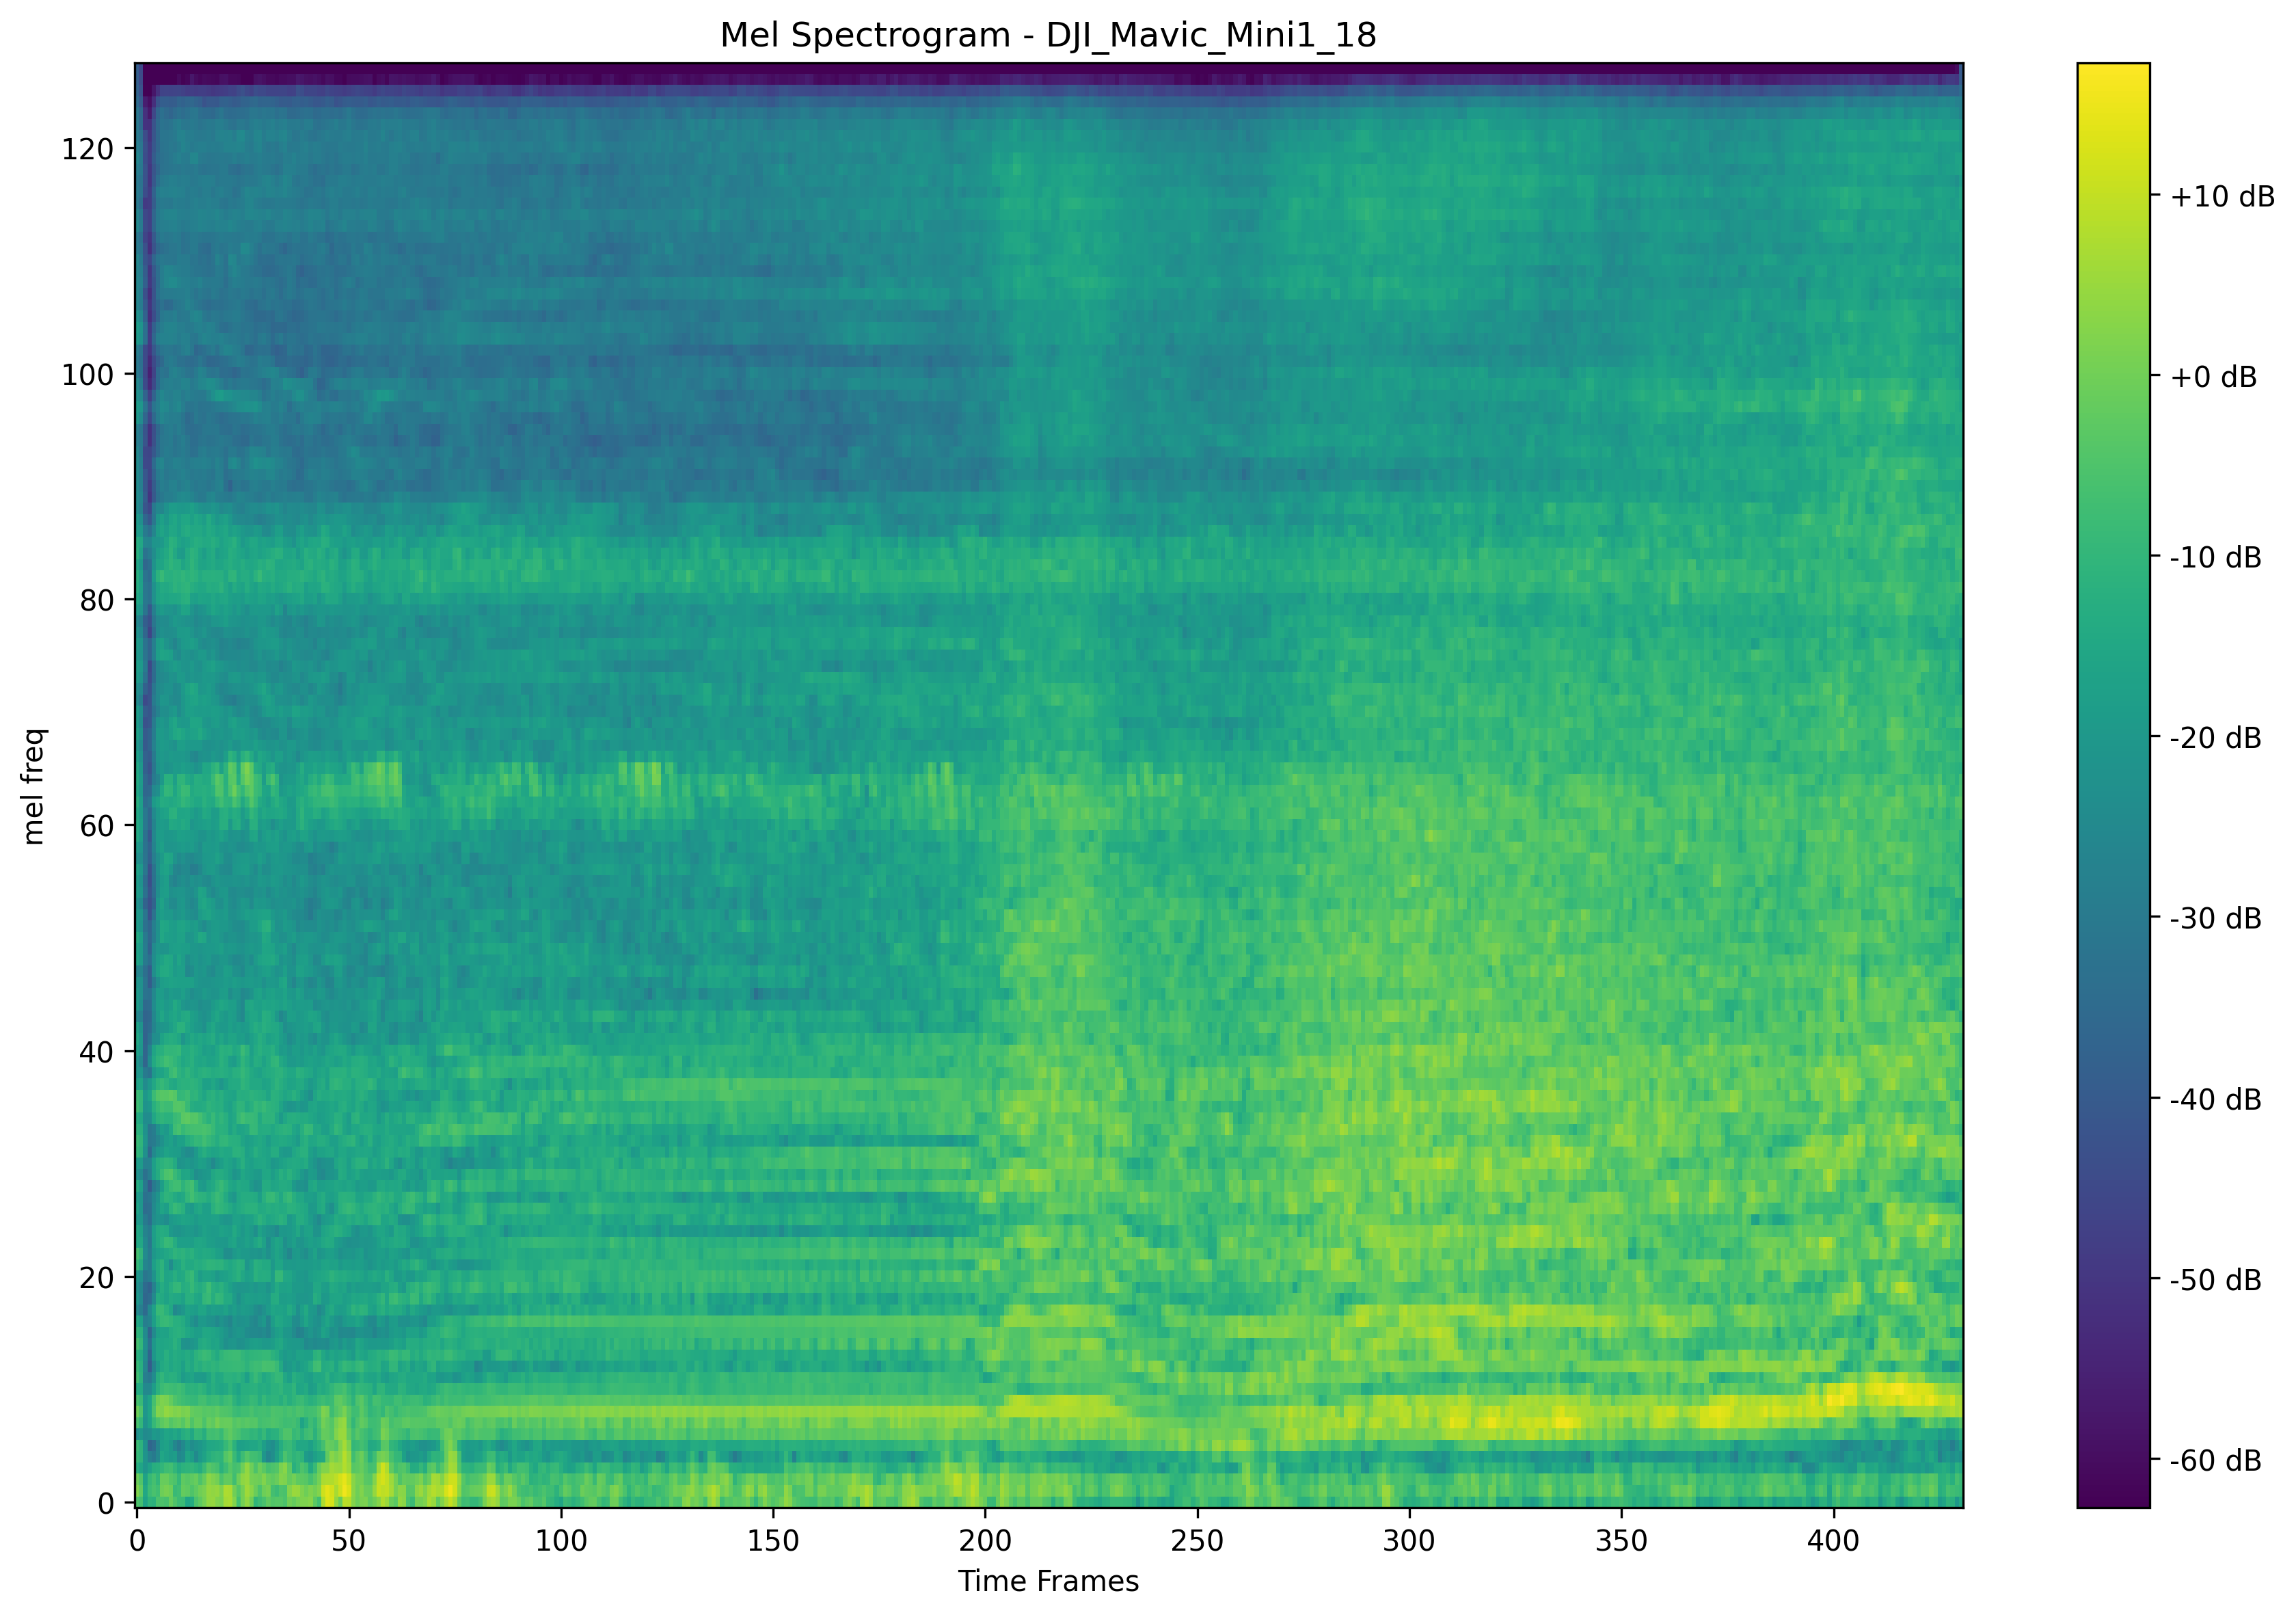 Mel Spectrogram - DJI_Mavic_Mini1_18
mel freq
120
100
80
60
40
20
0
0 50 100 150 200 250 300 350 400
Time Frames
+10 dB
+0 dB
-10 dB
-20 dB
-30 dB
-40 dB
-50 dB
-60 dB